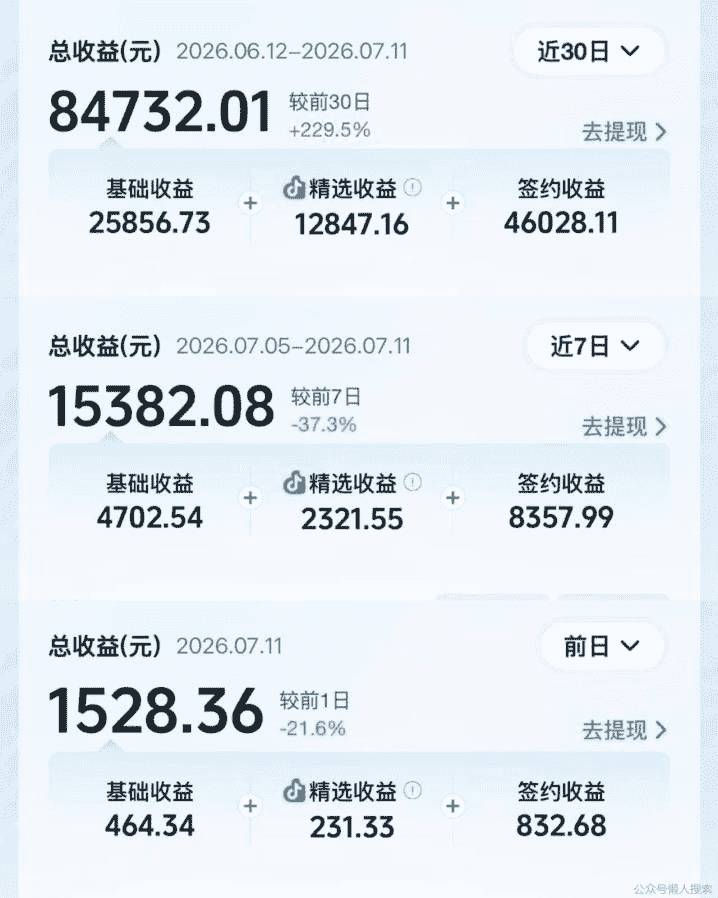 总收益(元) 2026.06.12-2026.07.11 近30日
84732.01 较前30日
+229.5% 去提现
基础收益 + 精选收益 + 签约收益
25856.73 12847.16 46028.11
总收益(元) 2026.07.05-2026.07.11 近7日
15382.08 较前7日
-37.3% 去提现
基础收益 + 精选收益 + 签约收益
4702.54 2321.55 8357.99
总收益(元) 2026.07.11 前日
1528.36 较前1日
-21.6% 去提现
基础收益 + 精选收益 + 签约收益
464.34 231.33 832.68
公众号懒人搜索